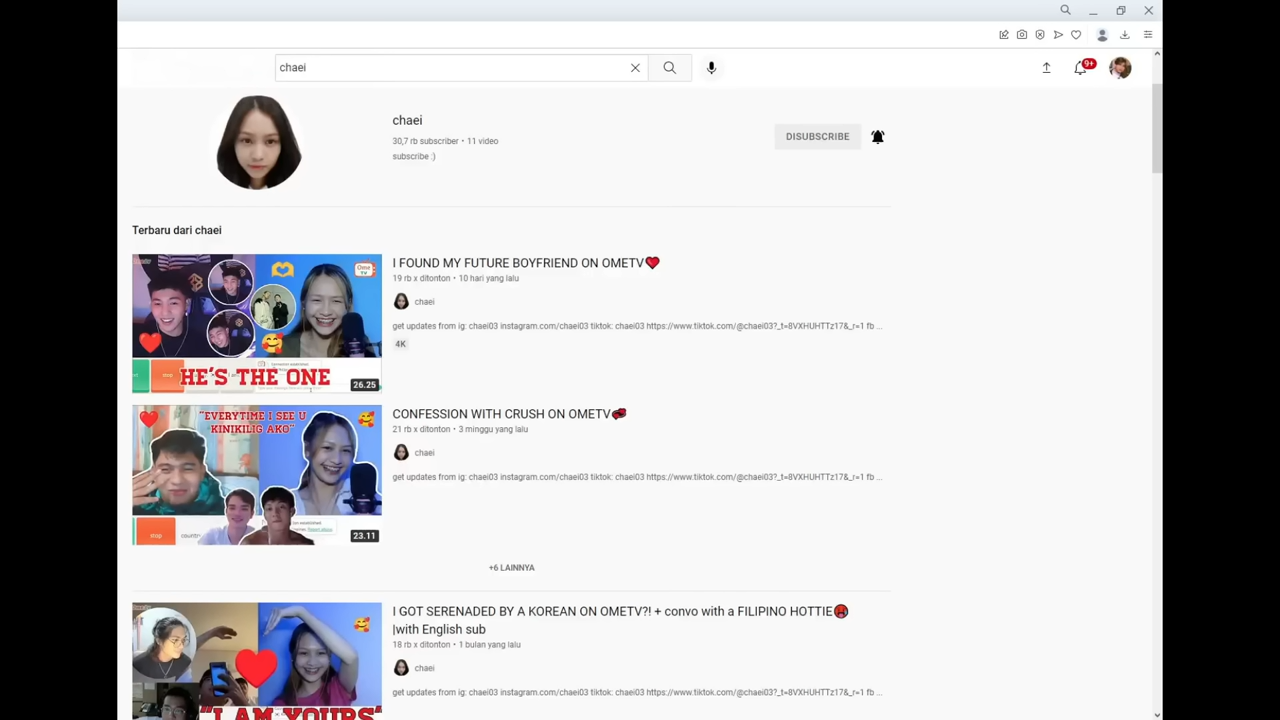 chaei
9+
chaei
30,7 rb subscriber • 11 video
subscribe :)
DISUBSCRIBE
Terbaru dari chaei
Ome TV
HE'S THE ONE
26.25
I FOUND MY FUTURE BOYFRIEND ON OMETV❤️
19 rb x ditonton • 10 hari yang lalu
chaei
get updates from ig: chaei03 instagram.com/chaei03 tiktok: chaei03 https://www.tiktok.com/@chaei03?_t=8VXHUHTTz17&_r=1 fb ...
4K
"EVERYTIME I SEE U
KINIKILIG AKO"
stop
23.11
CONFESSION WITH CRUSH ON OMETV💕
21 rb x ditonton • 3 minggu yang lalu
chaei
get updates from ig: chaei03 instagram.com/chaei03 tiktok: chaei03 https://www.tiktok.com/@chaei03?_t=8VXHUHTTz17&_r=1 fb ...
+6 LAINNYA
"I AM YOURS"
I GOT SERENADED BY A KOREAN ON OMETV?! + convo with a FILIPINO HOTTIE🥵
|with English sub
18 rb x ditonton • 1 bulan yang lalu
chaei
get updates from ig: chaei03 instagram.com/chaei03 tiktok: chaei03 https://www.tiktok.com/@chaei03?_t=8VXHUHTTz17&_r=1 fb ...